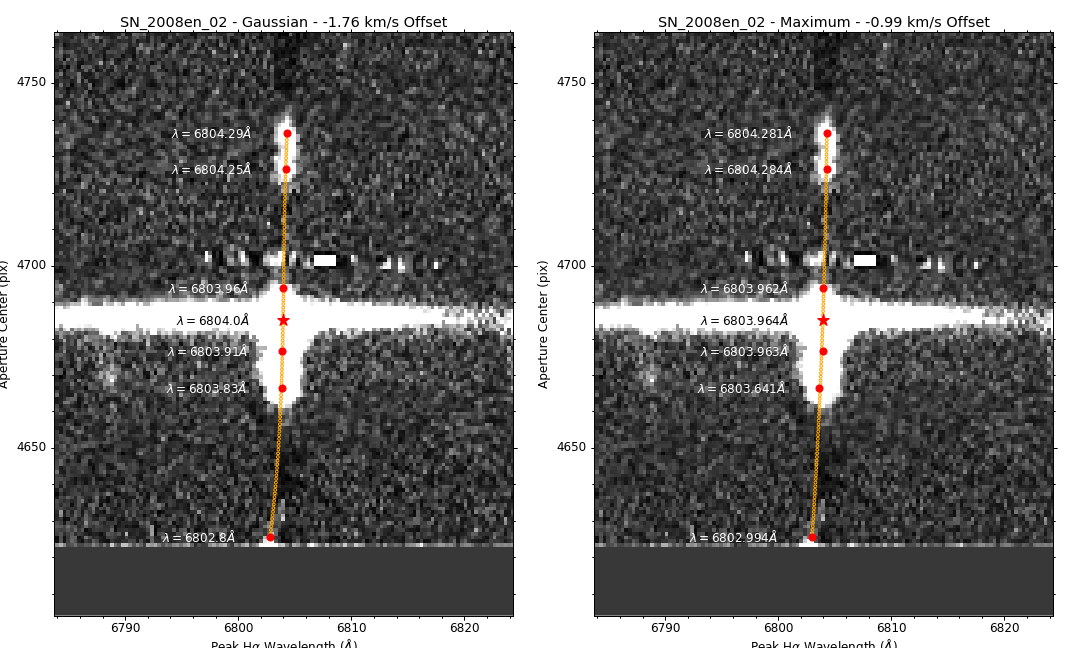 SN_2008en_02 - Gaussian - -1.76 km/s Offset
4750
4700
4650
λ = 6804.29Å
λ = 6804.25Å
λ = 6803.96Å
λ = 6804.0Å
λ = 6803.91Å
λ = 6803.83Å
λ = 6802.8Å
6790
6800
6810
6820
Aperture Center (pix)
Peak Hα Wavelength (Å)
SN_2008en_02 - Maximum - -0.99 km/s Offset
4750
4700
4650
λ = 6804.281Å
λ = 6804.284Å
λ = 6803.962Å
λ = 6803.964Å
λ = 6803.963Å
λ = 6803.641Å
λ = 6802.994Å
6790
6800
6810
6820
Aperture Center (pix)
Peak Hα Wavelength (Å)